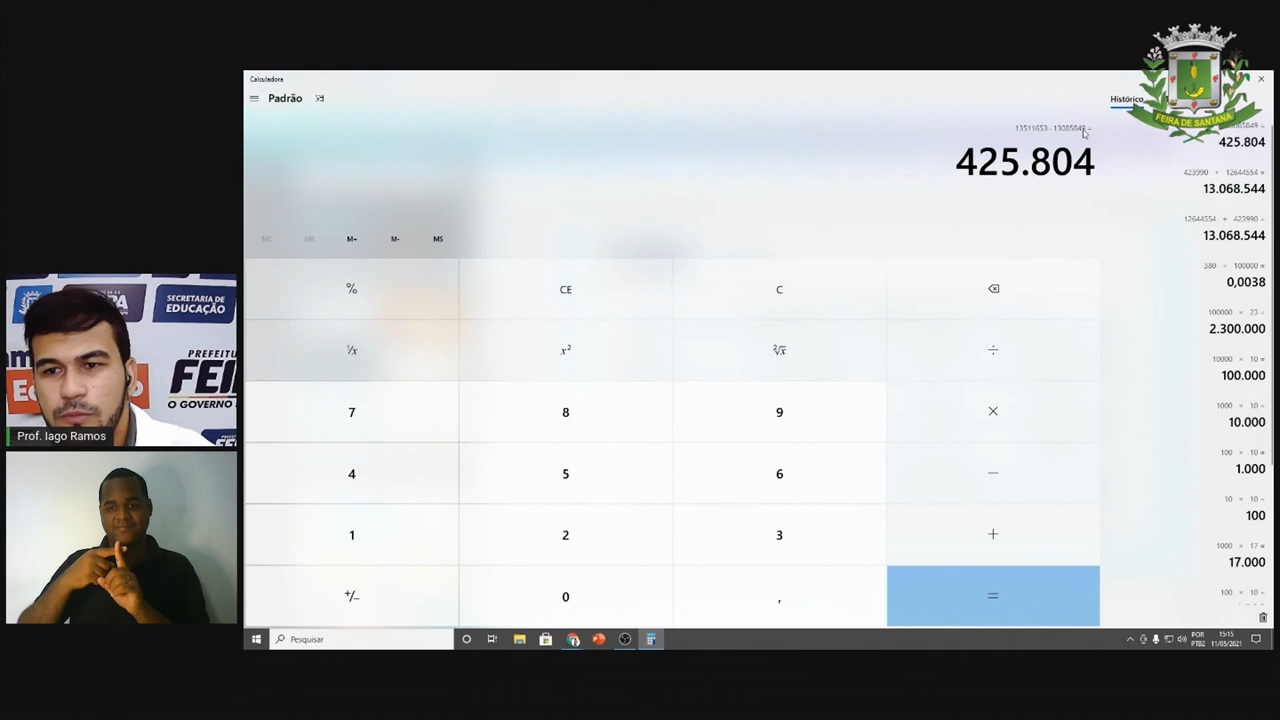 Calculadora
Padrão
Histórico
FEIRA DE SANTANA
13511653 - 13085849 =
425.804
MC
MR
M+
M-
MS
%
CE
C
¹/x
x²
²√x
÷
7
8
9
×
4
5
6
−
1
2
3
+
+/−
0
,
=
425.804
423990 + 12644554 =
13.068.544
12644554 + 423990 =
13.068.544
380 ÷ 100000 =
0,0038
100000 × 23 =
2.300.000
10000 × 10 =
100.000
1000 × 10 =
10.000
100 × 10 =
1.000
10 × 10 =
100
1000 × 17 =
17.000
100 × 10 =
SECRETARIA DE
EDUCAÇÃO
PREFEITU
FEI
O GOVERNO
Prof. Iago Ramos
Pesquisar
POR
PTB2
15:15
11/05/2021